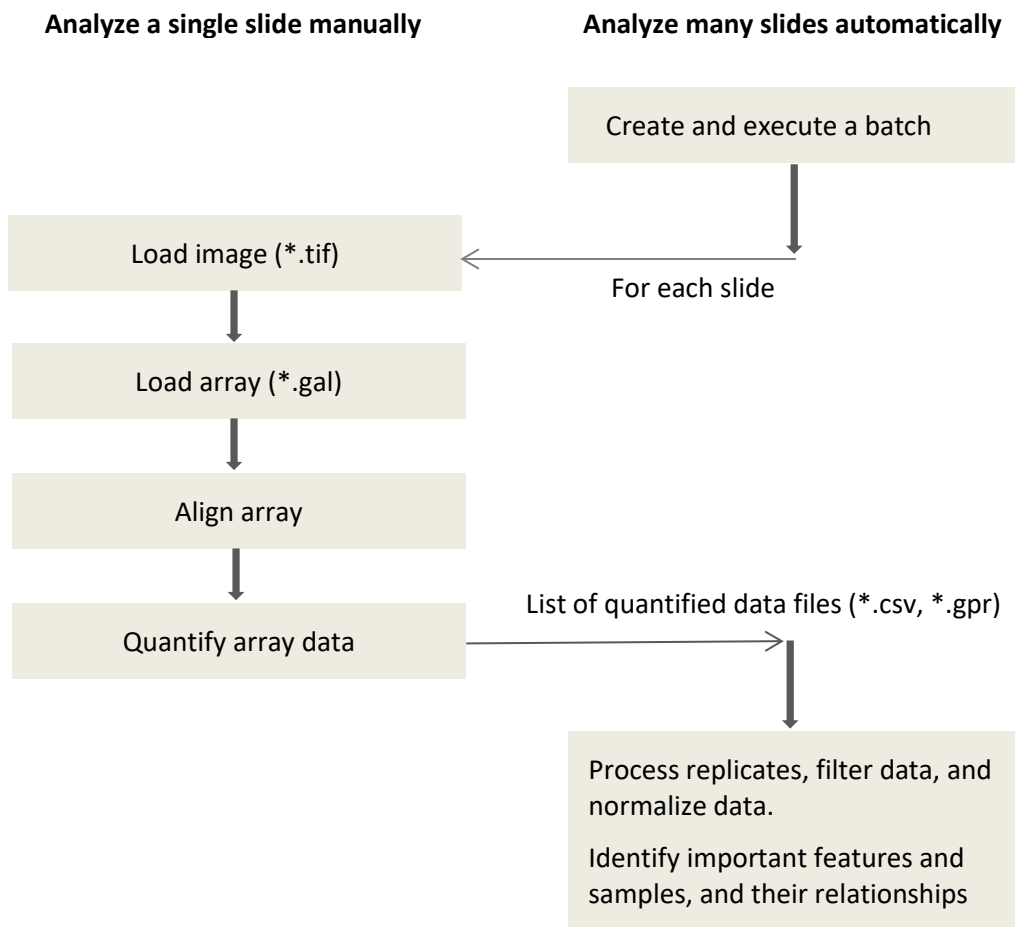 Analyze a single slide manually
Analyze many slides automatically
Create and execute a batch
Load image (*.tif)
For each slide
Load array (*.gal)
Align array
List of quantified data files (*.csv, *.gpr)
Quantify array data
Process replicates, filter data, and
normalize data.
Identify important features and
samples, and their relationships